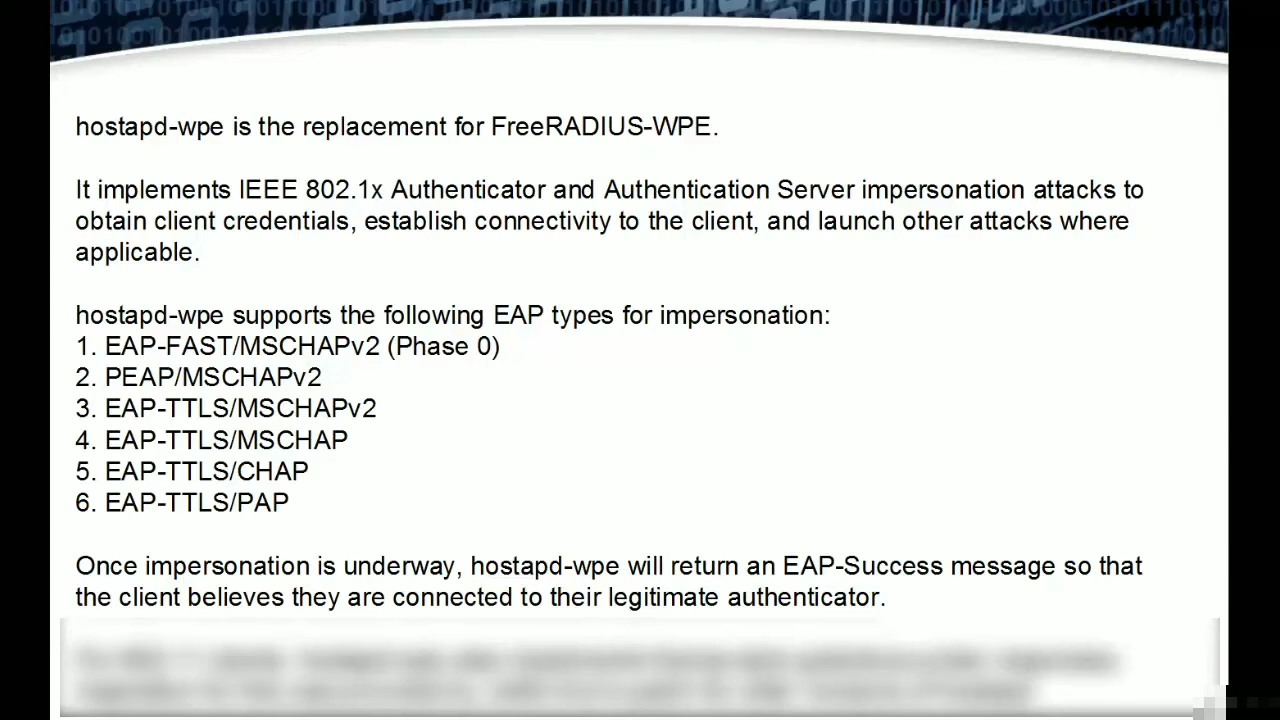 hostapd-wpe is the replacement for FreeRADIUS-WPE.
It implements IEEE 802.1x Authenticator and Authentication Server impersonation attacks to
obtain client credentials, establish connectivity to the client, and launch other attacks where
applicable.
hostapd-wpe supports the following EAP types for impersonation:
1. EAP-FAST/MSCHAPv2 (Phase 0)
2. PEAP/MSCHAPv2
3. EAP-TTLS/MSCHAPv2
4. EAP-TTLS/MSCHAP
5. EAP-TTLS/CHAP
6. EAP-TTLS/PAP
Once impersonation is underway, hostapd-wpe will return an EAP-Success message so that
the client believes they are connected to their legitimate authenticator.